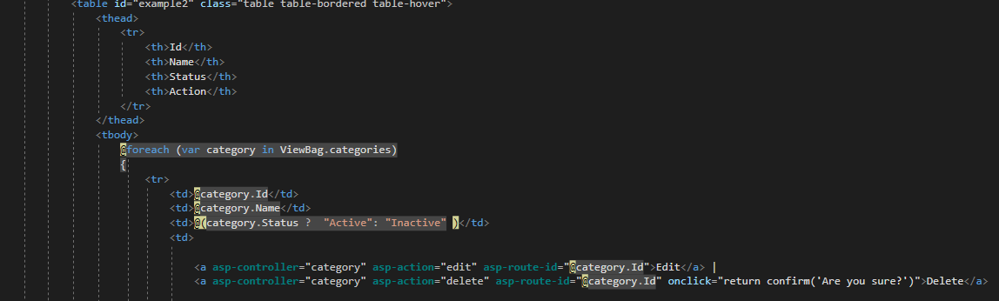 <table id="example2" class="table table-bordered table-hover">
<thead>
<tr>
<th>Id</th>
<th>Name</th>
<th>Status</th>
<th>Action</th>
</tr>
</thead>
<tbody>
@foreach (var category in ViewBag.categories)
{
<tr>
<td>@category.Id</td>
<td>@category.Name</td>
<td>@(category.Status ?  "Active": "Inactive" )</td>
<td>
<a asp-controller="category" asp-action="edit" asp-route-id="@category.Id">Edit</a> |
<a asp-controller="category" asp-action="delete" asp-route-id="@category.Id" onclick="return confirm('Are you sure?')">Delete</a>